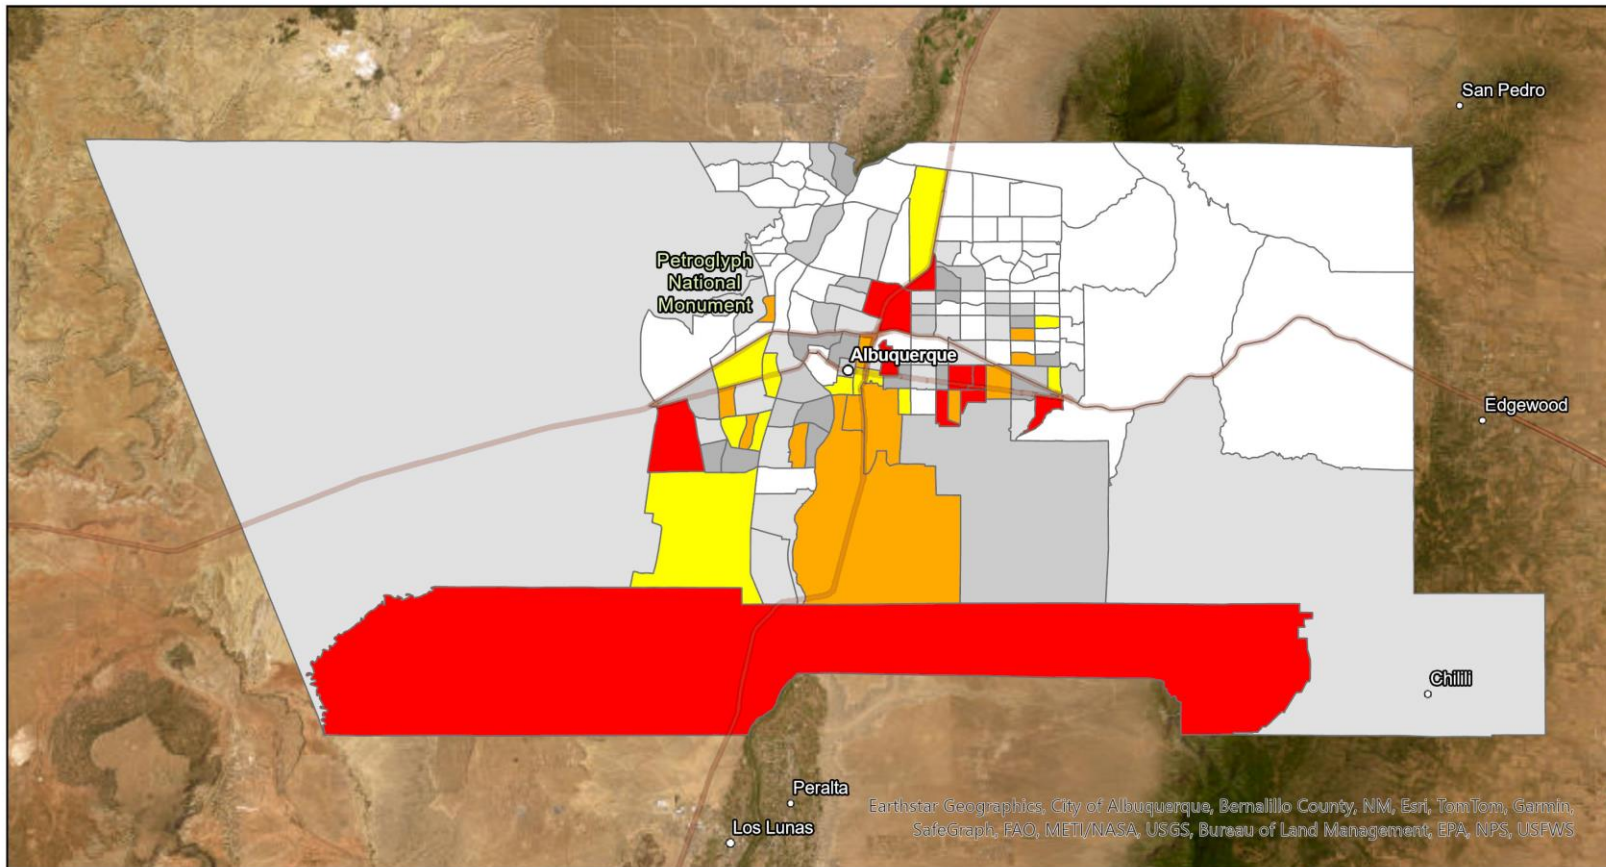 San Pedro
Petroglyph
National
Monument
Albuquerque
Edgewood
Chilili
Peralta
Los Lunas
Earthstar Geographics, City of Albuquerque, Bernalillo County, NM, Esri, TomTom, Garmin,
SafeGraph, FAO, METI/NASA, USGS, Bureau of Land Management, EPA, NPS, USFWS